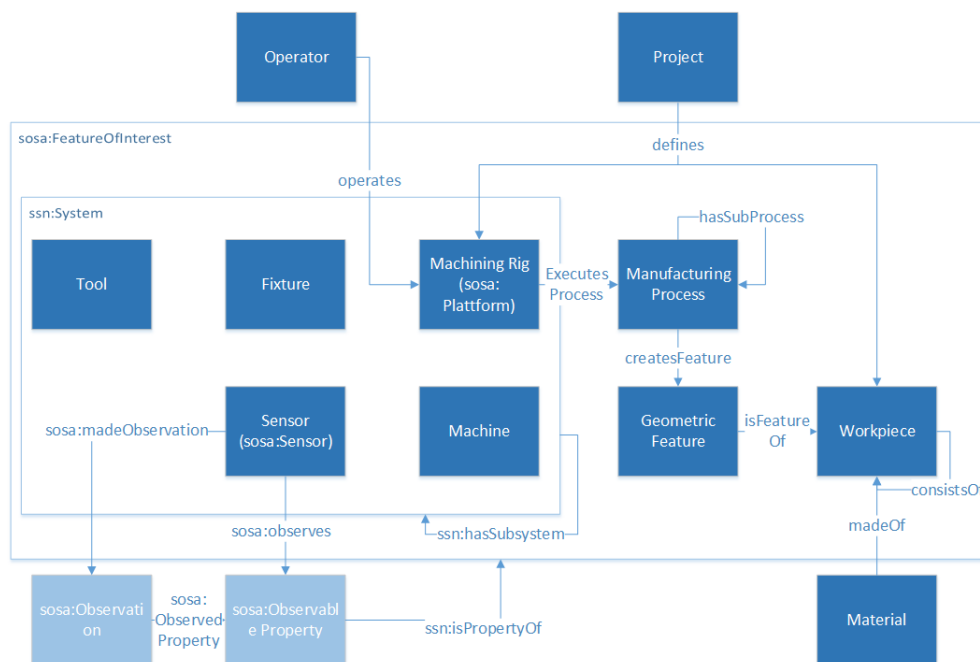 Operator
Project
sosa:FeatureOfInterest
defines
operates
ssn:System
hasSubProcess
Tool
Fixture
Machining Rig
(sosa:
Plattform)
Executes
Process
Manufacturing
Process
createsFeature
sosa:madeObservation
Sensor
(sosa:Sensor)
Machine
Geometric
Feature
isFeature
Of
Workpiece
consistsOf
sosa:observes
ssn:hasSubsystem
madeOf
sosa:Observati
on
sosa:
Observed
Property
sosa:Observabl
e Property
ssn:isPropertyOf
Material